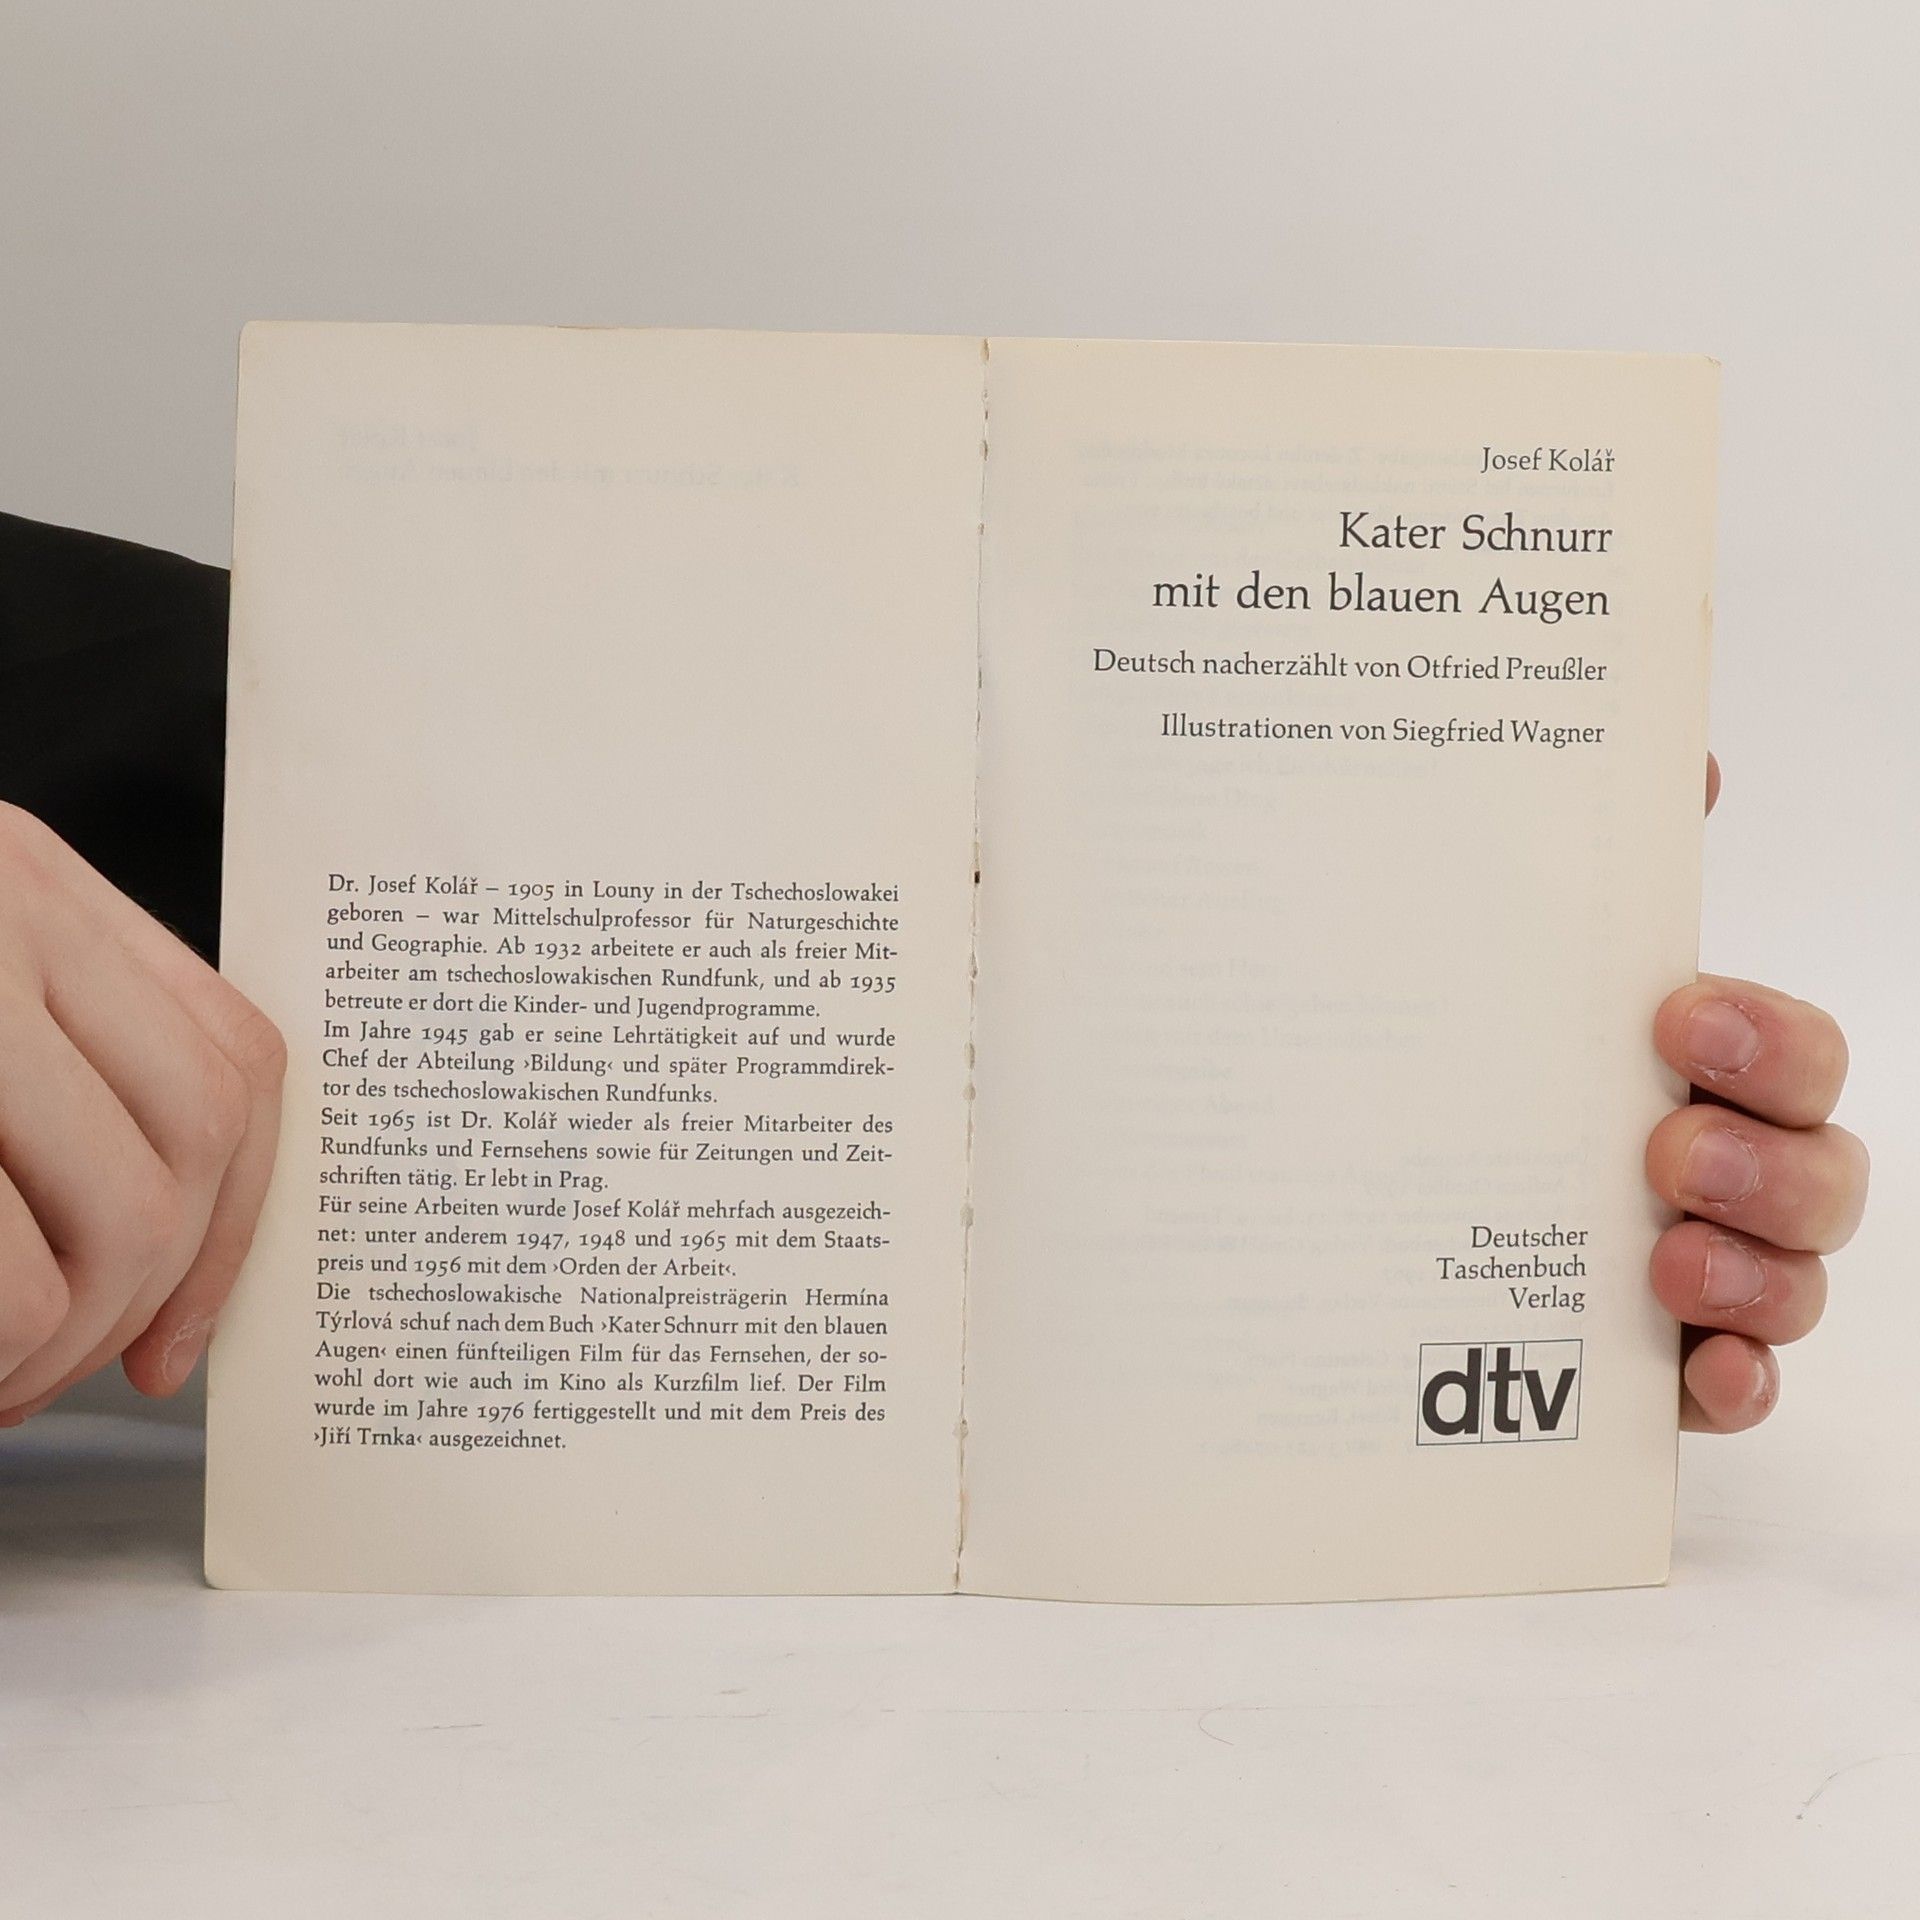 Dr. Josef Kolář – 1905 in Louny in der Tschechoslowakei
geboren – war Mittelschulprofessor für Naturgeschichte
und Geographie. Ab 1932 arbeitete er auch als freier Mit-
arbeiter am tschechoslowakischen Rundfunk, und ab 1935
betreute er dort die Kinder- und Jugendprogramme.
Im Jahre 1945 gab er seine Lehrtätigkeit auf und wurde
Chef der Abteilung ›Bildung‹ und später Programmdirek-
tor des tschechoslowakischen Rundfunks.
Seit 1965 ist Dr. Kolář wieder als freier Mitarbeiter des
Rundfunks und Fernsehens sowie für Zeitungen und Zeit-
schriften tätig. Er lebt in Prag.
Für seine Arbeiten wurde Josef Kolář mehrfach ausgezeich-
net: unter anderem 1947, 1948 und 1965 mit dem Staats-
preis und 1956 mit dem ›Orden der Arbeit‹.
Die tschechoslowakische Nationalpreisträgerin Hermína
Týrlová schuf nach dem Buch ›Kater Schnurr mit den blauen
Augen‹ einen fünfteiligen Film für das Fernsehen, der so-
wohl dort wie auch im Kino als Kurzfilm lief. Der Film
wurde im Jahre 1976 fertiggestellt und mit dem Preis des
›Jiří Trnka‹ ausgezeichnet.
Josef Kolář
Kater Schnurr
mit den blauen Augen
Deutsch nacherzählt von Otfried Preußler
Illustrationen von Siegfried Wagner
Deutscher
Taschenbuch
Verlag
dtv